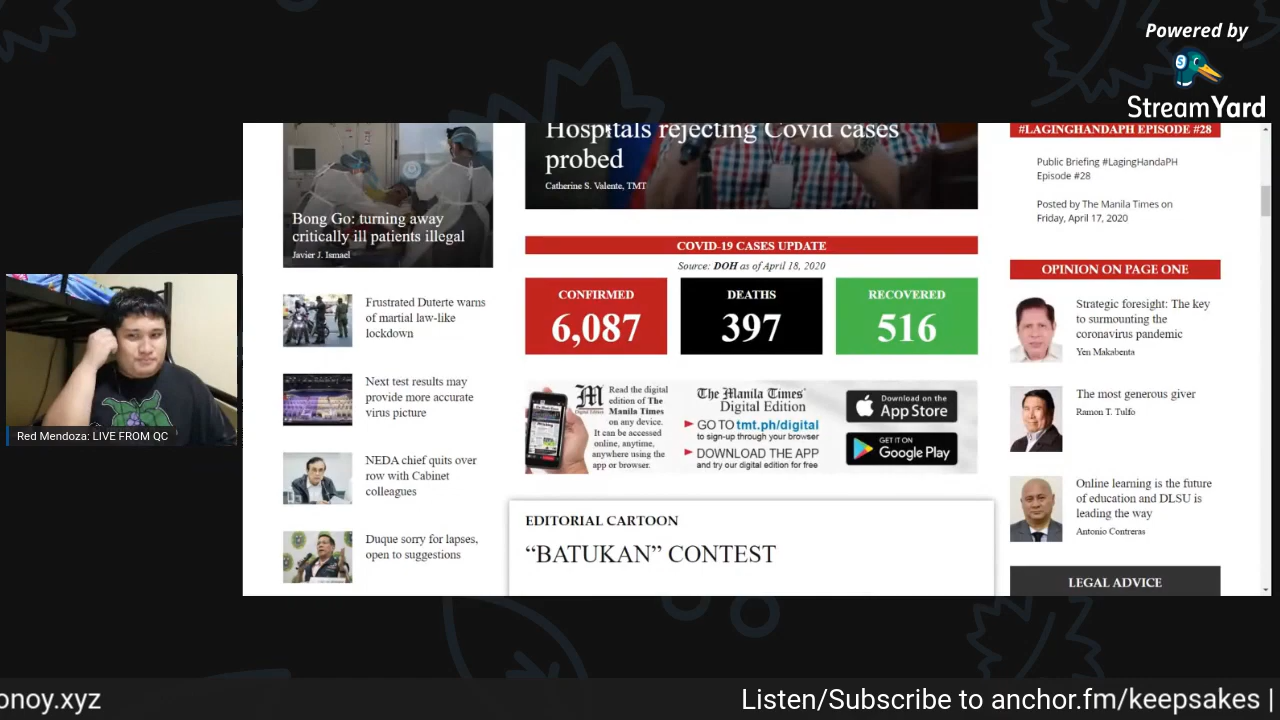 Powered by
StreamYard
Bong Go: turning away
critically ill patients illegal
Javier J. Ismael
Frustrated Duterte warns
of martial law-like
lockdown
Next test results may
provide more accurate
virus picture
NEDA chief quits over
row with Cabinet
colleagues
Duque sorry for lapses,
open to suggestions
Hospitals rejecting Covid cases
probed
Catherine S. Valente, TMT
COVID-19 CASES UPDATE
Source: DOH as of April 18, 2020
CONFIRMED
6,087
DEATHS
397
RECOVERED
516
Read the digital
edition of The
Manila Times
on any device.
It can be accessed
online, anytime,
anywhere using the
app or browser.
Digital Edition
The Manila Times'
Digital Edition
GO TO tmt.ph/digital
to sign-up through your browser
DOWNLOAD THE APP
and try our digital edition for free
Download on the
App Store
GET IT ON
Google Play
EDITORIAL CARTOON
“BATUKAN” CONTEST
#LAGINGHANDAPH EPISODE #28
Public Briefing #LagingHandaPH
Episode #28
Posted by The Manila Times on
Friday, April 17, 2020
OPINION ON PAGE ONE
Strategic foresight: The key
to surmounting the
coronavirus pandemic
Yen Makabenta
The most generous giver
Ramon T. Tulfo
Online learning is the future
of education and DLSU is
leading the way
Antonio Contreras
LEGAL ADVICE
Red Mendoza: LIVE FROM QC
onoy.xyz
Listen/Subscribe to anchor.fm/keepsakes |